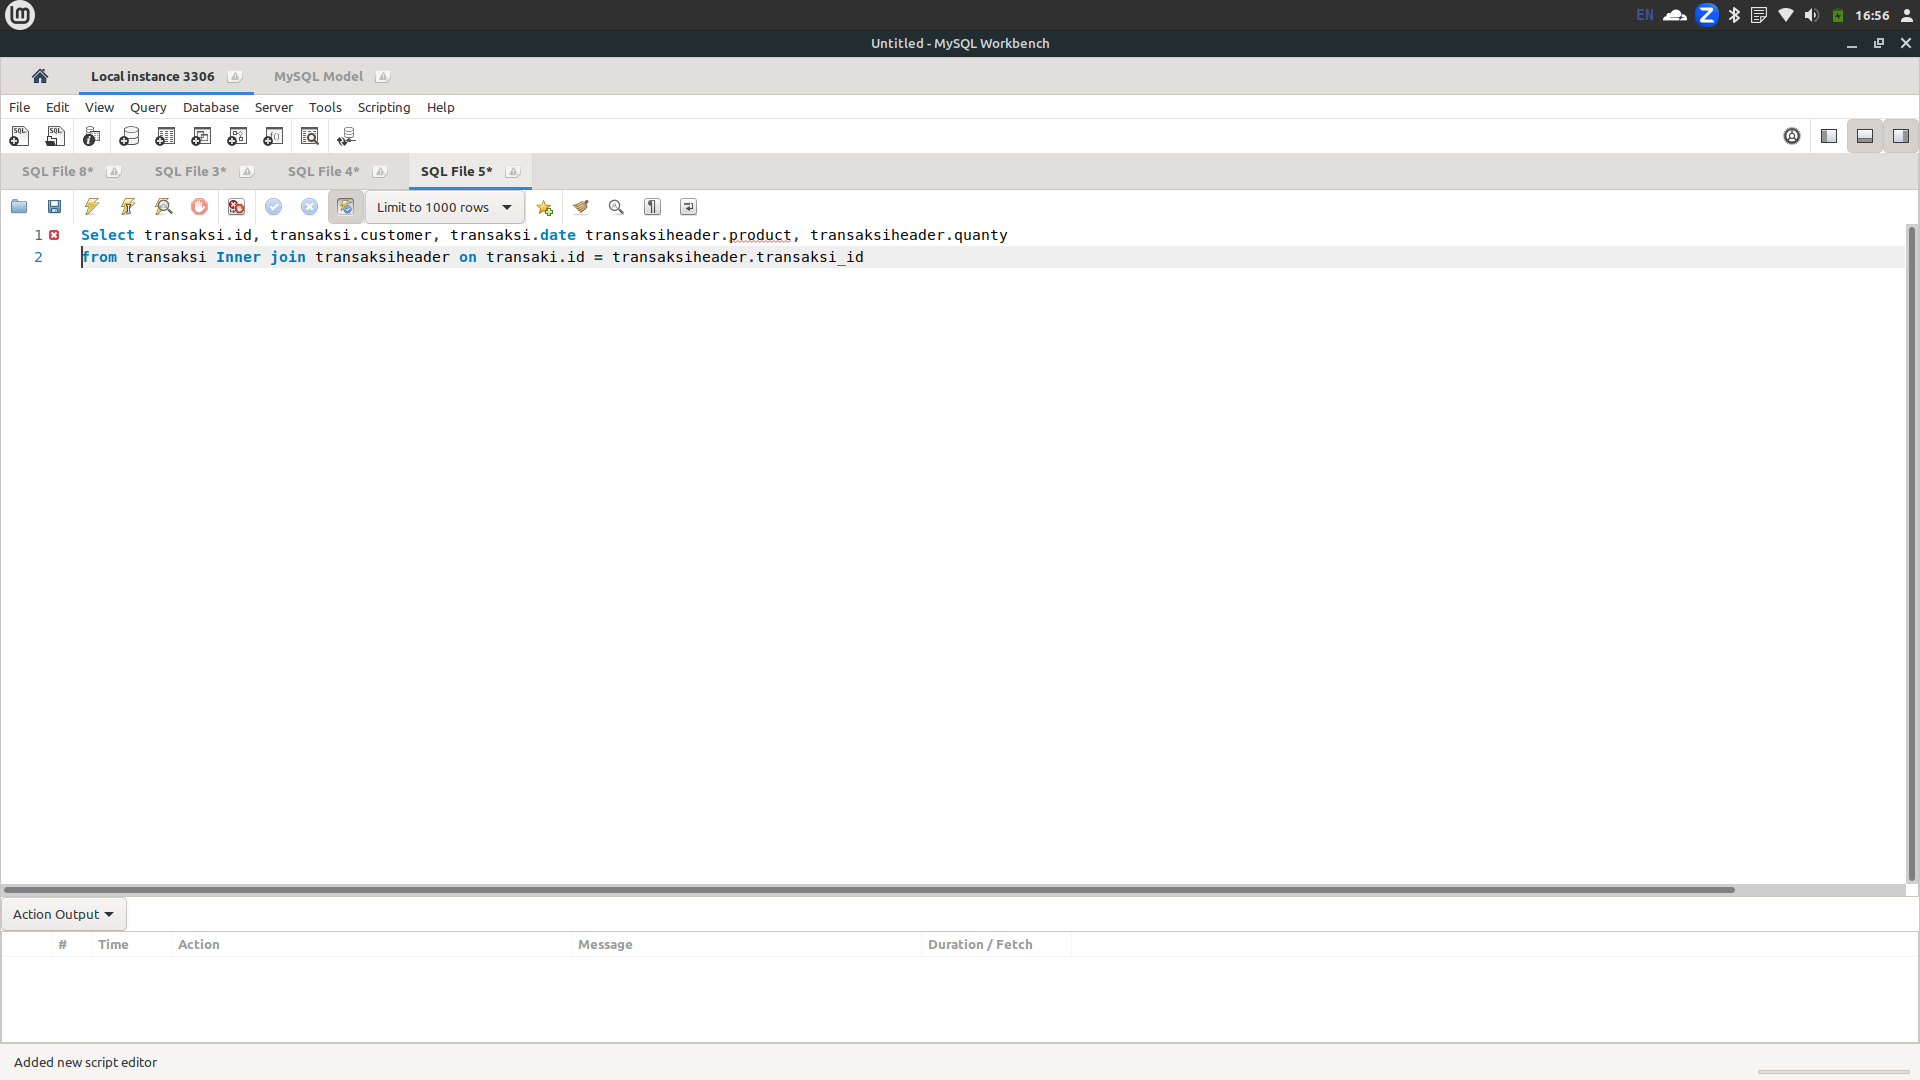 EN
Z
16:56
Untitled - MySQL Workbench
Local instance 3306
MySQL Model
File Edit View Query Database Server Tools Scripting Help
SQL File 8*
SQL File 3*
SQL File 4*
SQL File 5*
Limit to 1000 rows
1 Select transaksi.id, transaksi.customer, transaksi.date transaksiheader.product, transaksiheader.quanty
2 from transaksi Inner join transaksiheader on transaki.id = transaksiheader.transaksi_id
Action Output
# Time Action Message Duration / Fetch
Added new script editor